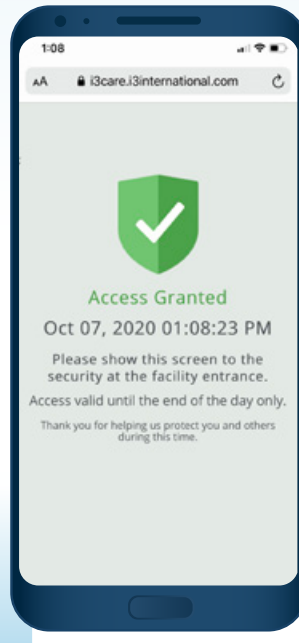 1:08
AA i3care.i3international.com
Access Granted
Oct 07, 2020 01:08:23 PM
Please show this screen to the
security at the facility entrance.
Access valid until the end of the day only.
Thank you for helping us protect you and others
during this time.